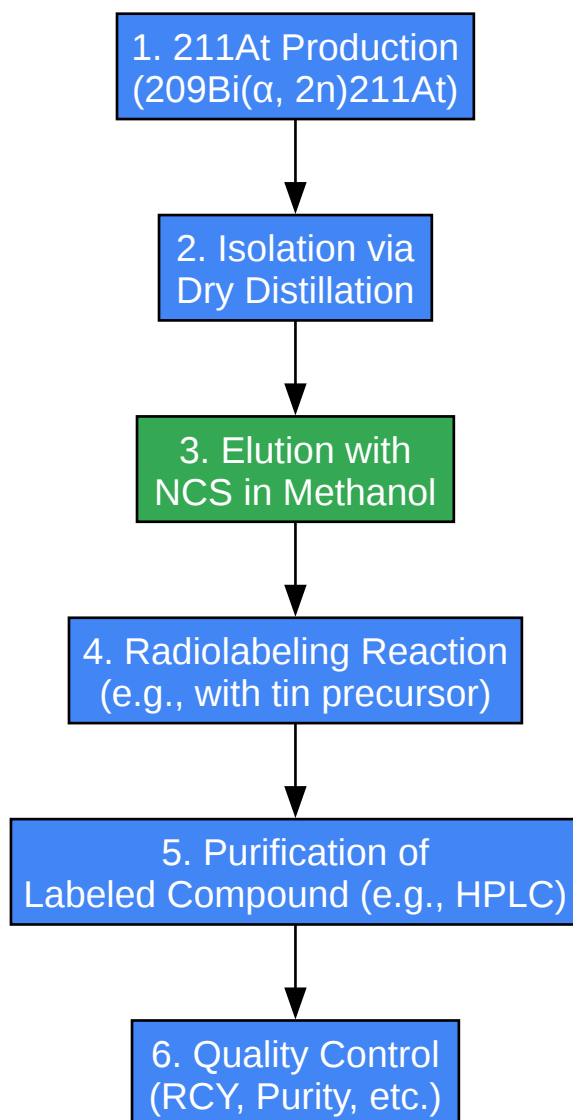 1. 211At Production
(209Bi(α, 2n)211At)
2. Isolation via
Dry Distillation
3. Elution with
NCS in Methanol
4. Radiolabeling Reaction
(e.g., with tin precursor)
5. Purification of
Labeled Compound (e.g., HPLC)
6. Quality Control
(RCY, Purity, etc.)